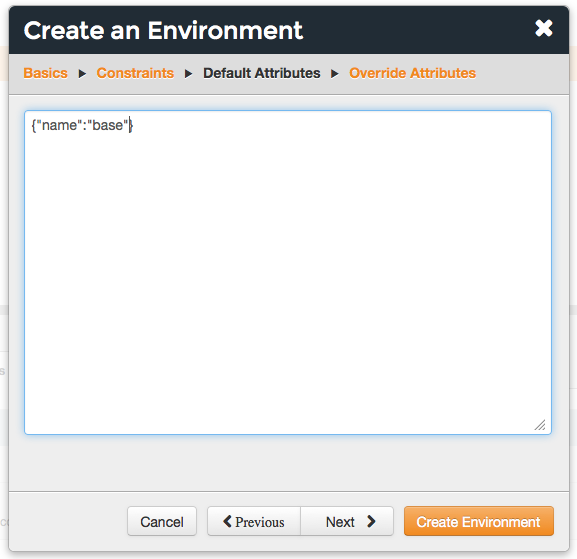 Create an Environment
Basics ▶ Constraints ▶ Default Attributes ▶ Override Attributes
{"name":"base"}
Cancel Previous Next Create Environment